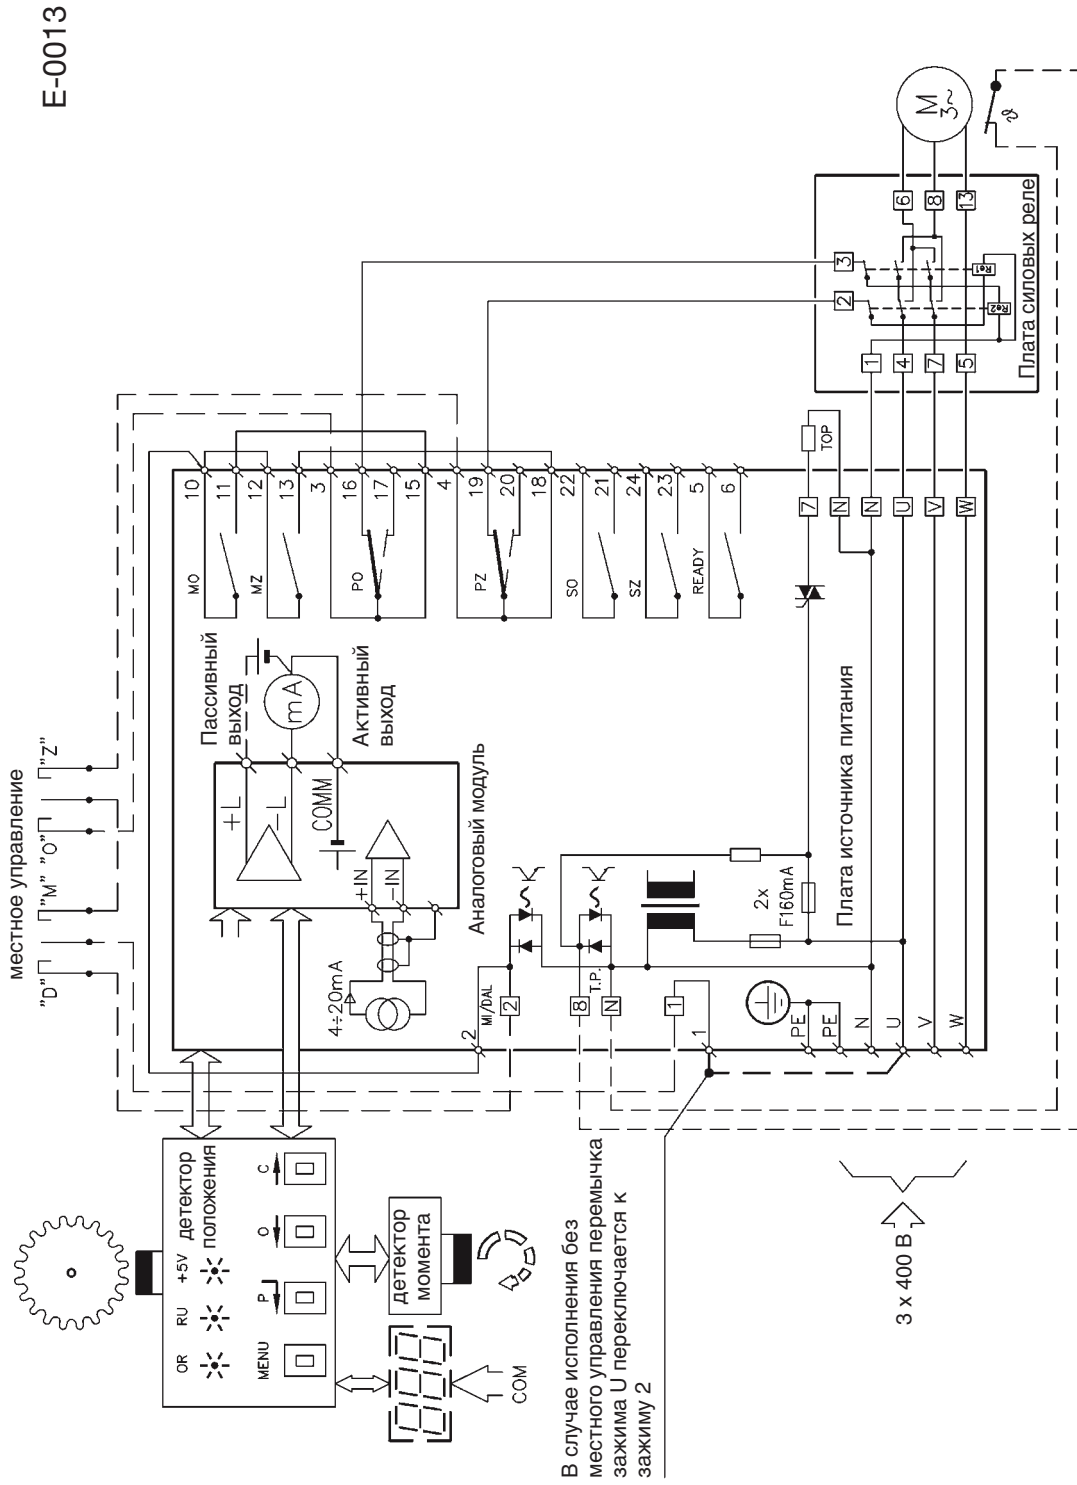 E-0013
местное управление
"D"
"M"
"O"
"Z"
OR
RU
+5V
детектор
положения
MENU
P
O
C
детектор
момента
COM
4÷20mA
+IN
-IN
+L
-L
COMM
Аналоговый модуль
Пассивный
выход
mA
Активный
выход
MO
MZ
PO
PZ
SO
SZ
READY
10
11
12
13
3
16
17
15
4
19
20
18
22
21
24
23
5
6
2
MI/DAL
2
8
T.P.
N
1
1
2x
F160mA
Плата источника питания
PE
PE
N
U
V
W
7
N
N
U
V
W
TOP
2
3
1
4
7
5
6
8
13
Re1
Re2
Плата силовых реле
M
3~
ϑ
В случае исполнения без
местного управления перемычка
зажима U переключается к
зажиму 2
3 x 400 В